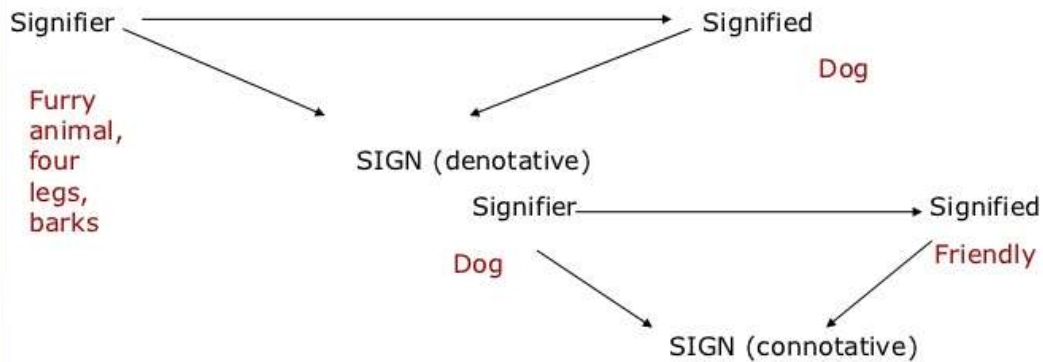 Signifier
Signified
Dog
Furry
animal,
four
legs,
barks
SIGN (denotative)
Signifier
Signified
Dog
Friendly
SIGN (connotative)